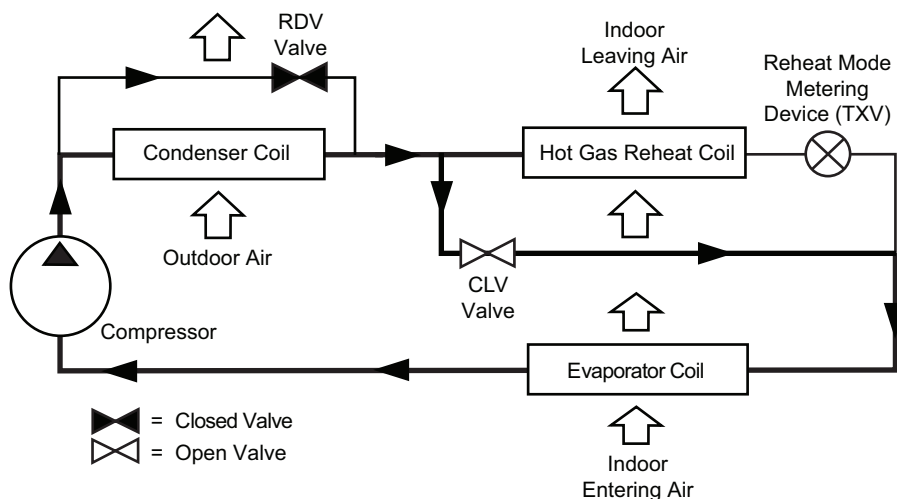 RDV
Valve
Indoor
Leaving Air
Reheat Mode
Metering
Device (TXV)
Condenser Coil
Hot Gas Reheat Coil
Outdoor Air
CLV
Valve
Compressor
Evaporator Coil
= Closed Valve
= Open Valve
Indoor
Entering Air